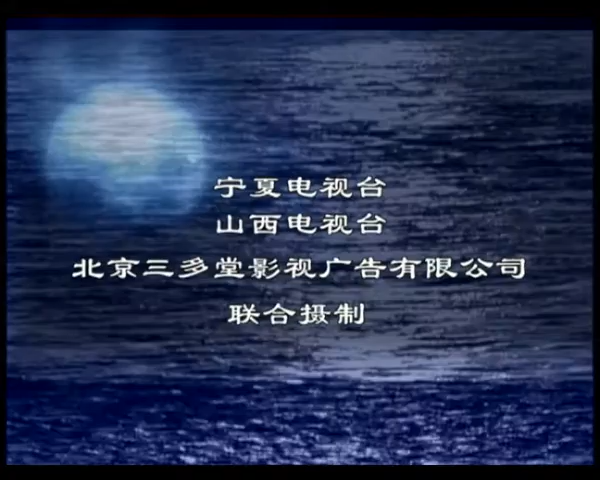 宁夏电视台
山西电视台
北京三多堂影视广告有限公司
联合摄制